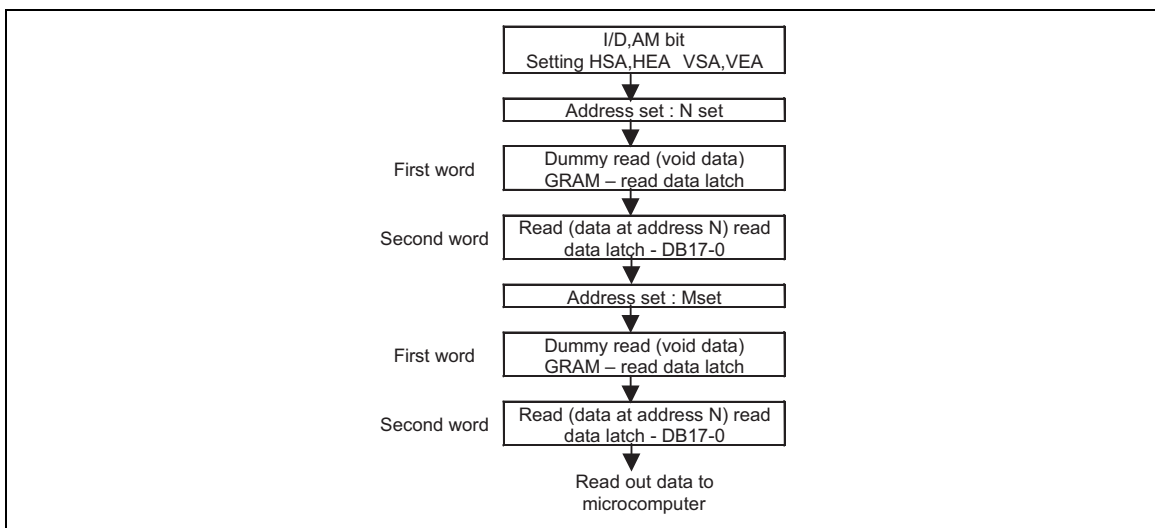 I/D,AM bit
Setting HSA,HEA VSA,VEA
Address set : N set
First word
Dummy read (void data)
GRAM – read data latch
Second word
Read (data at address N) read
data latch - DB17-0
Address set : Mset
First word
Dummy read (void data)
GRAM – read data latch
Second word
Read (data at address N) read
data latch - DB17-0
Read out data to
microcomputer